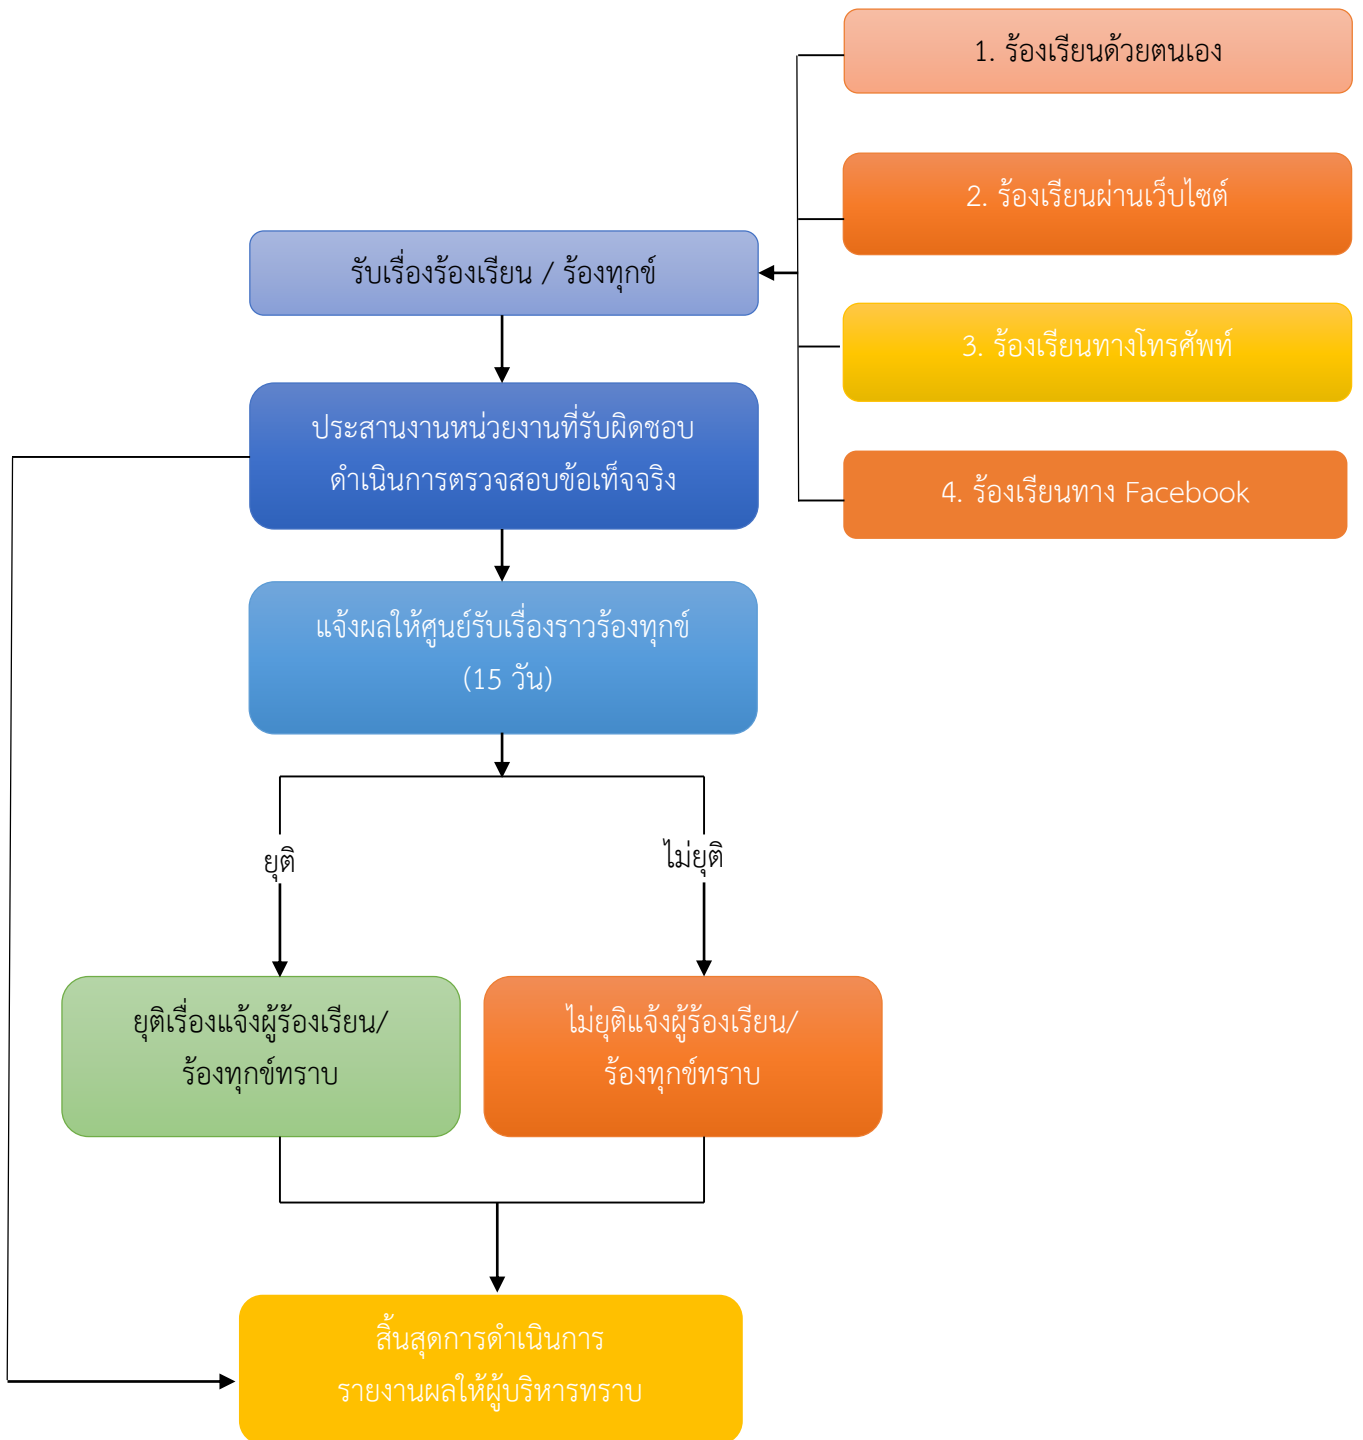 1. ร้องเรียนด้วยตนเอง
2. ร้องเรียนผ่านเว็บไซต์
รับเรื่องร้องเรียน / ร้องทุกข์
3. ร้องเรียนทางโทรศัพท์
ประสานงานหน่วยงานที่รับผิดชอบ
ดำเนินการตรวจสอบข้อเท็จจริง
4. ร้องเรียนทาง Facebook
แจ้งผลให้ศูนย์รับเรื่องราวร้องทุกข์
(15 วัน)
ยุติ
ไม่ยุติ
ยุติเรื่องแจ้งผู้ร้องเรียน/
ร้องทุกข์ทราบ
ไม่ยุติแจ้งผู้ร้องเรียน/
ร้องทุกข์ทราบ
สิ้นสุดการดำเนินการ
รายงานผลให้ผู้บริหารทราบ